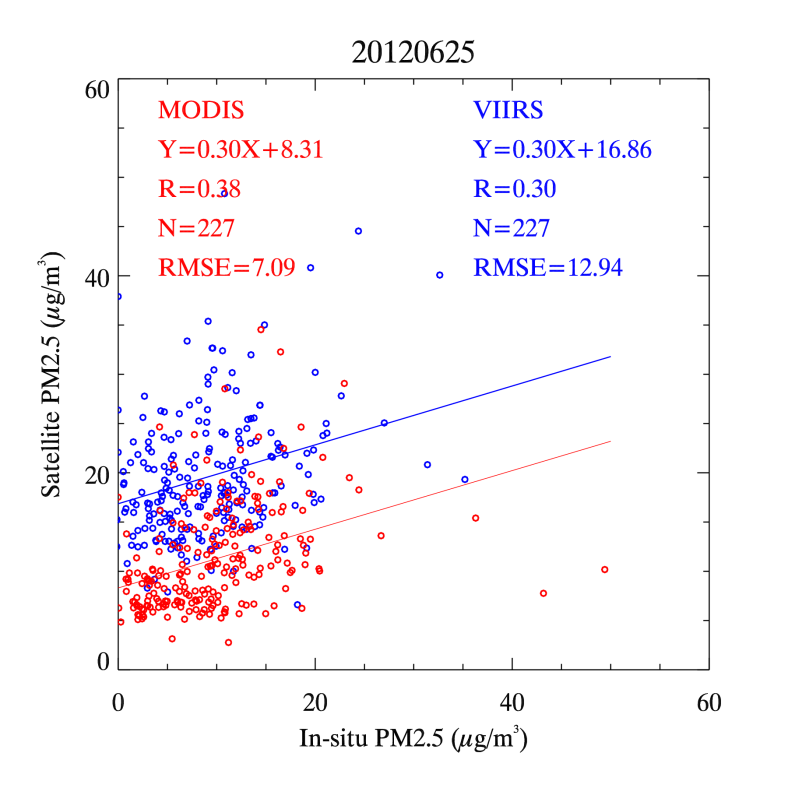 20120625
60
MODIS
VIIRS
Y=0.30X+8.31
Y=0.30X+16.86
R=0.38
R=0.30
N=227
N=227
RMSE=7.09
RMSE=12.94
40
20
0
Satellite PM2.5 (μg/m³)
0
20
40
60
In-situ PM2.5 (μg/m³)